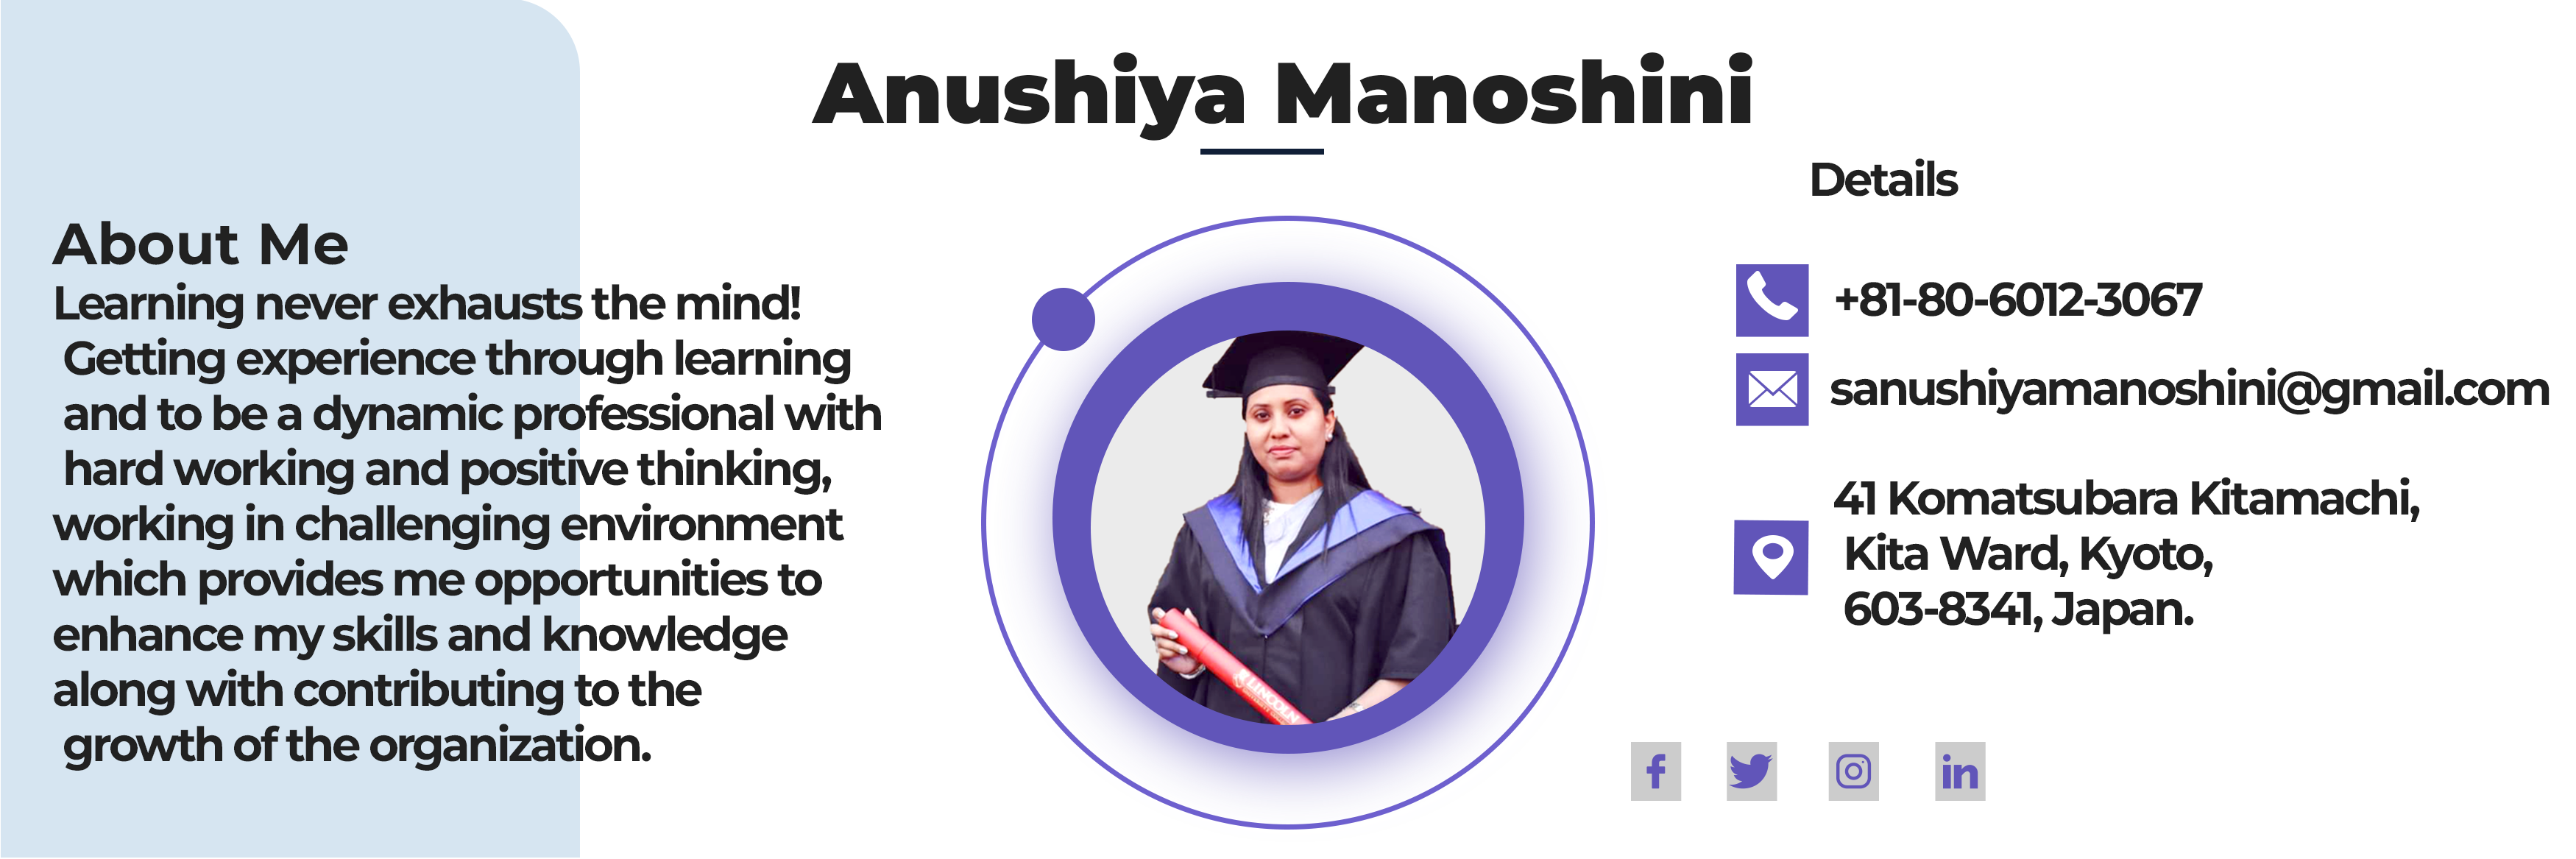 Anushiya Manoshini
About Me
Learning never exhausts the mind!
Getting experience through learning
and to be a dynamic professional with
hard working and positive thinking,
working in challenging environment
which provides me opportunities to
enhance my skills and knowledge
along with contributing to the
growth of the organization.
LINCOLN
Details
+81-80-6012-3067
sanushiyamanoshini@gmail.com
41 Komatsubara Kitamachi,
Kita Ward, Kyoto,
603-8341, Japan.